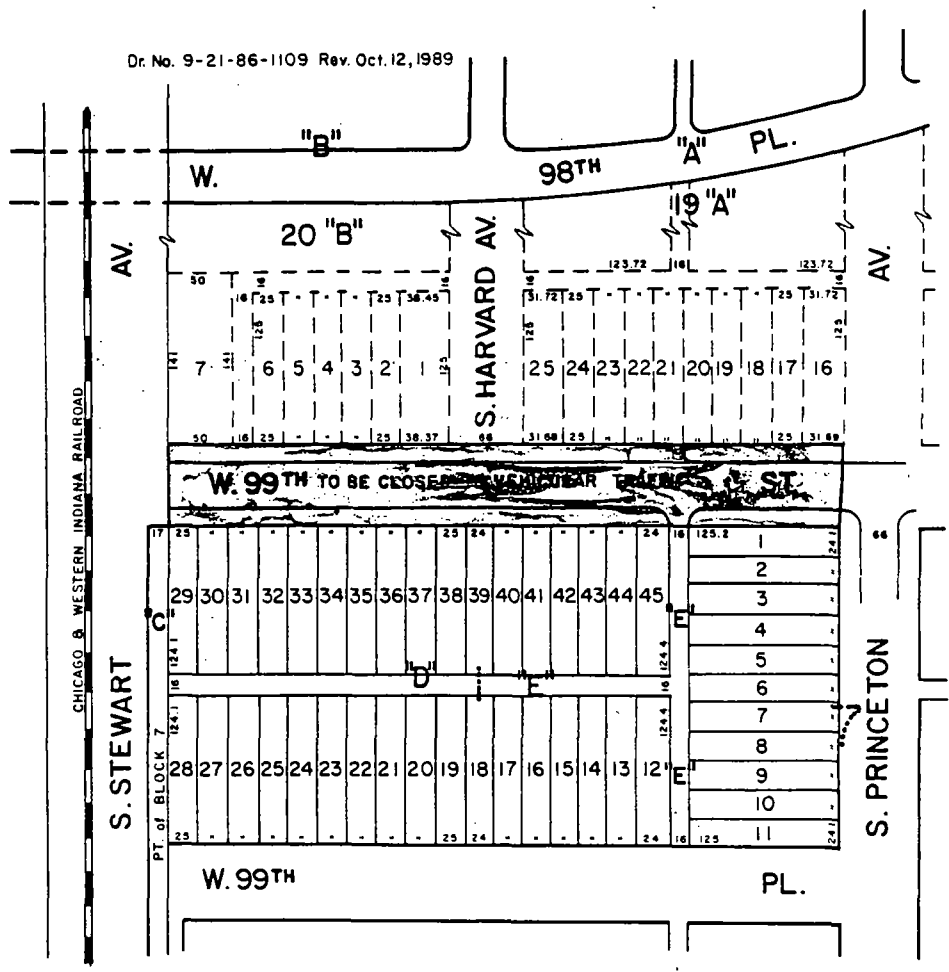 Dr. No. 9-21-86-1109 Rev. Oct. 12, 1989
"B"
"A"
W. 98TH PL.
20 "B"
19 "A"
AV.
S. HARVARD AV.
AV.
123.72 16 123.72
50 16 16 16 16
16 25 " " " 25 38.45
31.72 25 " " " " 25 31.72
141 141 125 125 125 125
7 6 5 4 3 2 1
25 24 23 22 21 20 19 18 17 16
50 16 25 " " " 25 38.37 66 31.68 25 " " " " " " 25 31.69
CHICAGO & WESTERN INDIANA RAILROAD
W. 99TH TO BE CLOSED VEHICULAR TRAFFIC ST.
17 25 " " " " " " " 25 24 " " " " 24 16 125.2 24.1 66
29 30 31 32 33 34 35 36 37 38 39 40 41 42 43 44 45
1
2
3
4
5
6
7
8
9
10
11
"C"
"E"
124.1 124.4
16 "D" "E" 16
124.1 124.4
S. STEWART
PT. of BLOCK 7
28 27 26 25 24 23 22 21 20 19 18 17 16 15 14 13 12 "E"
25 " " " " " " " 25 24 " " " " 24 16 125 24.1
S. PRINCETON
W. 99TH PL.